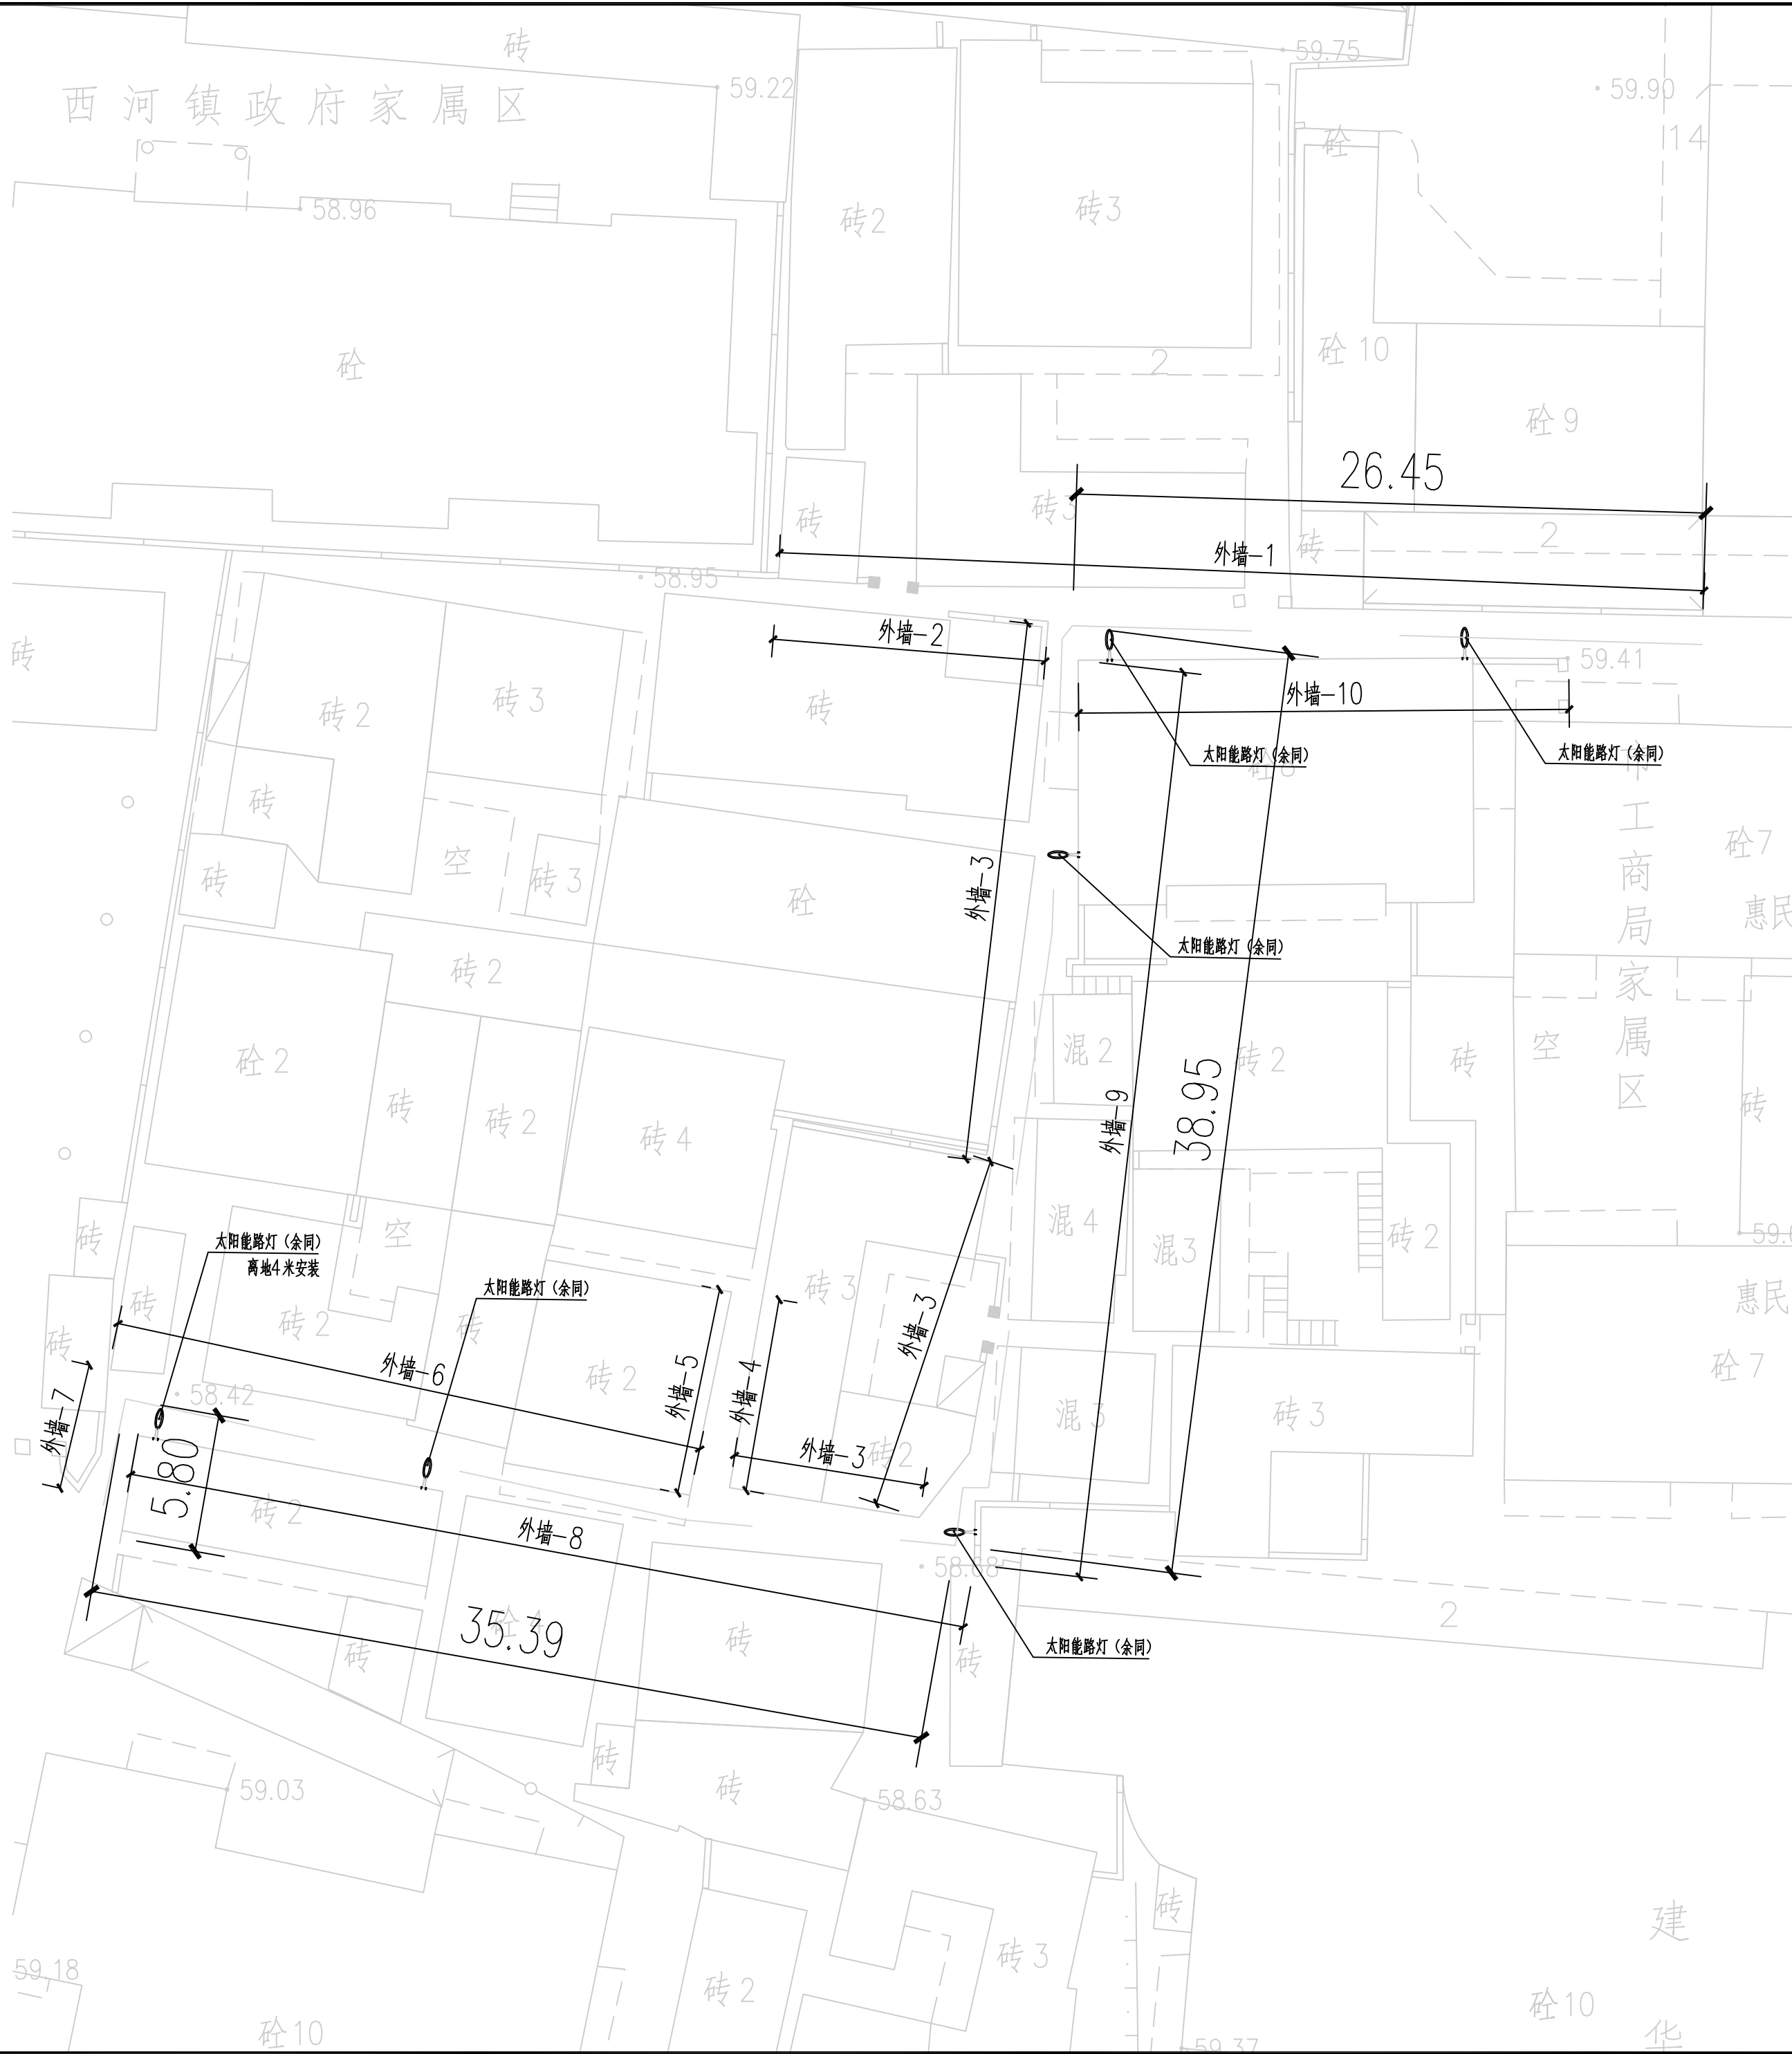 砖
59.75
西河镇政府家属区
59.22
59.90
砼
14
58.96
砖2
砖3
砼
砼 10
2
砼 9
26.45
砖
砖3
2
砖
外墙-1
58.95
外墙-2
砖
59.41
砖 2
砖 3
砖
外墙-10
太阳能路灯（余同）
太阳能路灯（余同）
市工商局家属区
砖
空
砖 3
砖
砼
外墙-3
砼7
惠民
太阳能路灯（余同）
砖 2
砼 2
混 2
砖 2
砖
空
砖
砖 2
砖 4
外墙-9
38.95
砖
混 4
混3
砖 2
砖
空
太阳能路灯（余同）
离地4米安装
太阳能路灯（余同）
砖 3
惠民
砖
砖
砖 2
砖
外墙-3
外墙-6
砖 2
外墙-5
外墙-4
砼 7
外墙-7
58.42
混 3
砖 3
外墙-3
砖2
5.80
砖 2
外墙-8
35.39
砼 4
砖
砖
砖
2
太阳能路灯（余同）
砖
砖
59.03
58.63
砖
建
59.18
砖 2
砖 3
砼10
砼10
华
59.37